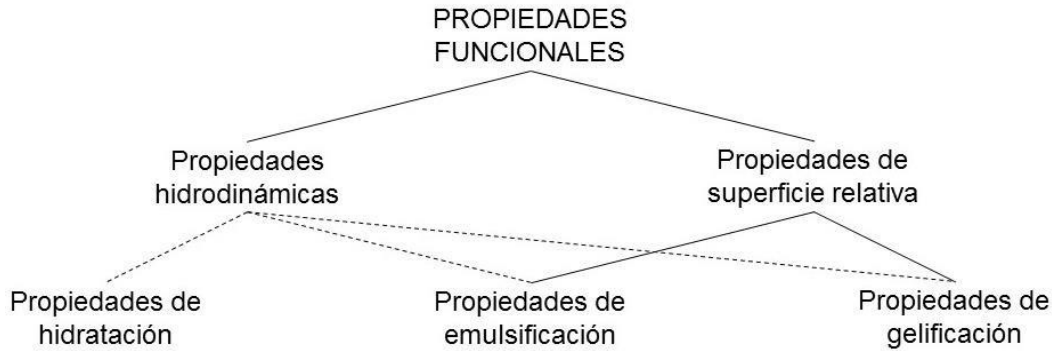 PROPIEDADES
FUNCIONALES
Propiedades
hidrodinámicas
Propiedades de
superficie relativa
Propiedades de
hidratación
Propiedades de
emulsificación
Propiedades de
gelificación